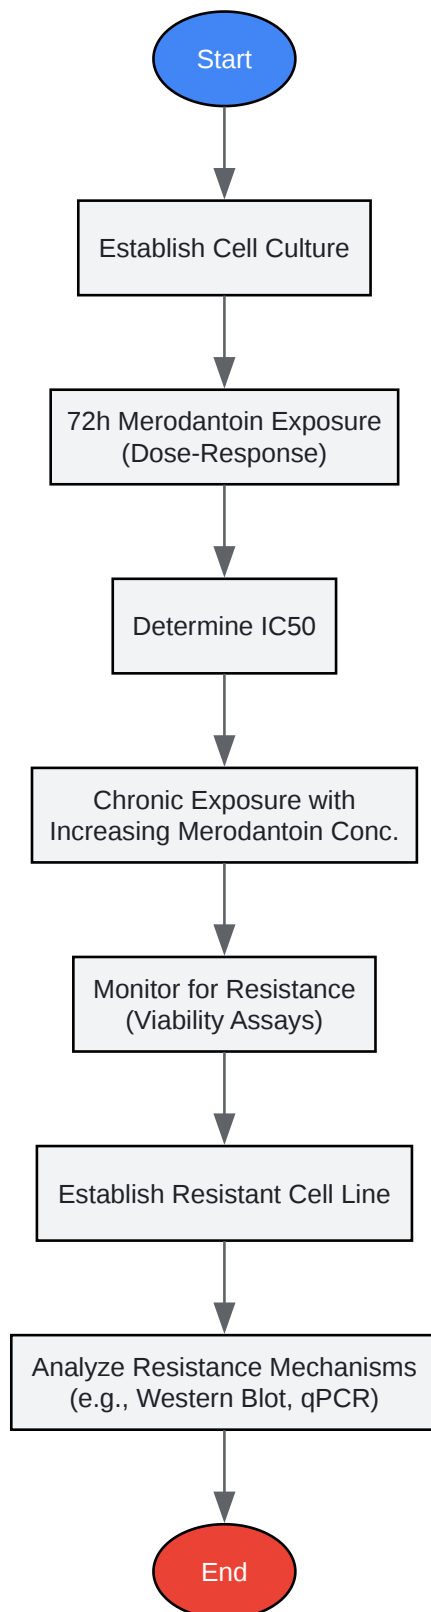 Start
Establish Cell Culture
72h Merodantoin Exposure
(Dose-Response)
Determine IC50
Chronic Exposure with
Increasing Merodantoin Conc.
Monitor for Resistance
(Viability Assays)
Establish Resistant Cell Line
Analyze Resistance Mechanisms
(e.g., Western Blot, qPCR)
End